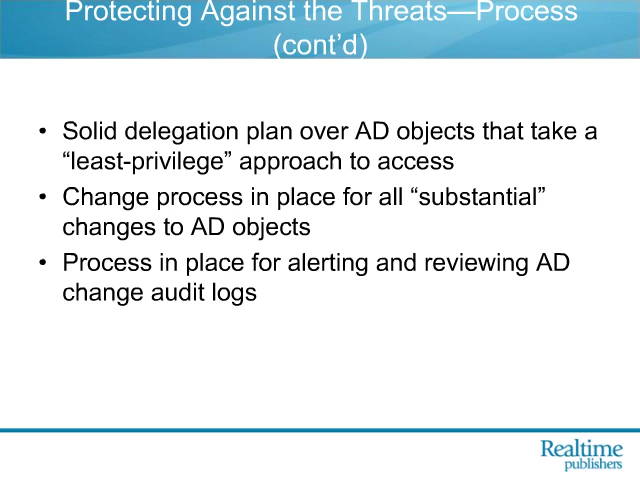 Protecting Against the Threats—Process
(cont’d)
• Solid delegation plan over AD objects that take a
“least-privilege” approach to access
• Change process in place for all “substantial”
changes to AD objects
• Process in place for alerting and reviewing AD
change audit logs
Realtime
publishers